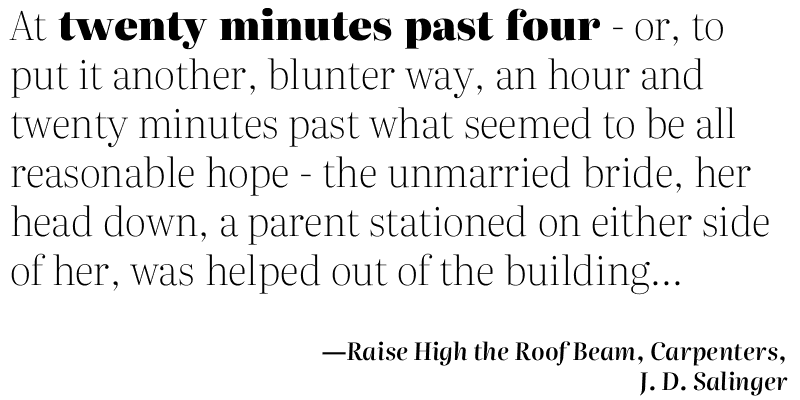 At twenty minutes past four - or, to
put it another, blunter way, an hour and
twenty minutes past what seemed to be all
reasonable hope - the unmarried bride, her
head down, a parent stationed on either side
of her, was helped out of the building...
—Raise High the Roof Beam, Carpenters,
J. D. Salinger